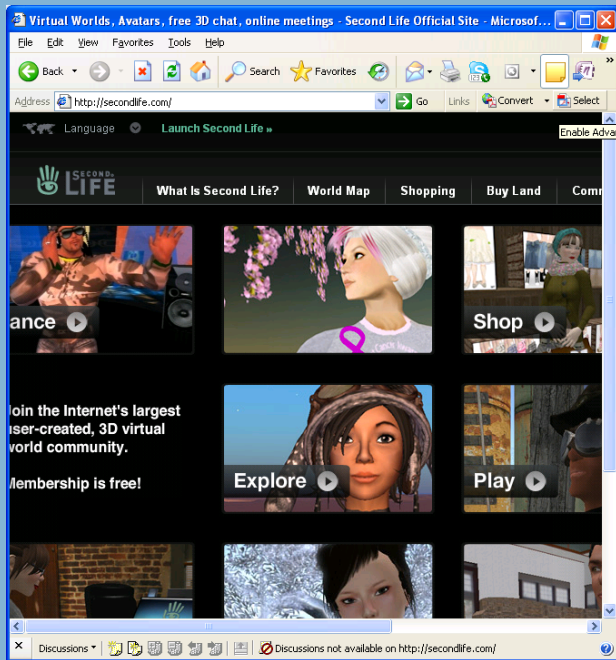 Virtual Worlds, Avatars, free 3D chat, online meetings - Second Life Official Site - Microsof...
File Edit View Favorites Tools Help
Back Search Favorites
Address http://secondlife.com/ Go Links Convert Select
Enable Adva
Language Launch Second Life »
SECOND LIFE What Is Second Life? World Map Shopping Buy Land Comm
ance
Shop
Join the Internet's largest
user-created, 3D virtual
world community.
Membership is free!
Explore
Play
Discussions Discussions not available on http://secondlife.com/